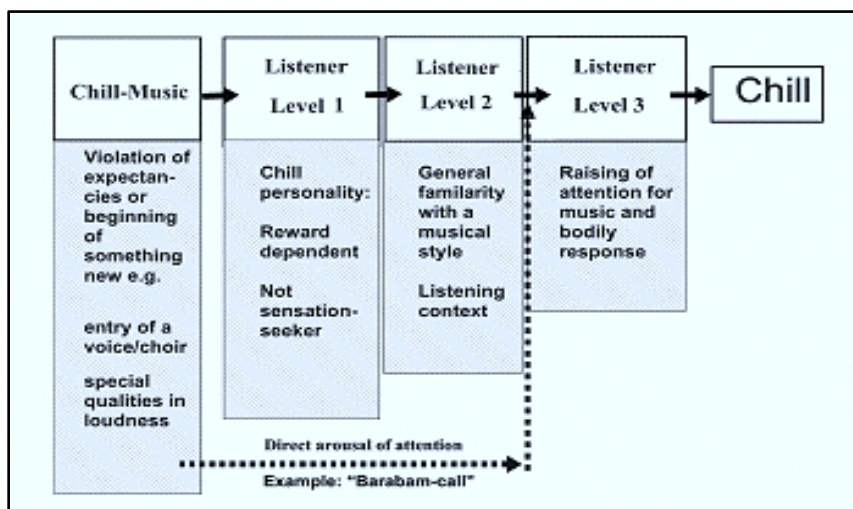 Chill-Music
Violation of
expectan-
cies or
beginning
of
something
new e.g.
entry of a
voice/choir
special
qualities in
loudness
Listener
Level 1
Chill
personality:
Reward
dependent
Not
sensation-
seeker
Listener
Level 2
General
familarity
with a
musical
style
Listening
context
Listener
Level 3
Raising of
attention for
music and
bodily
response
Chill
Direct arousal of attention
Example: "Barabam-call"